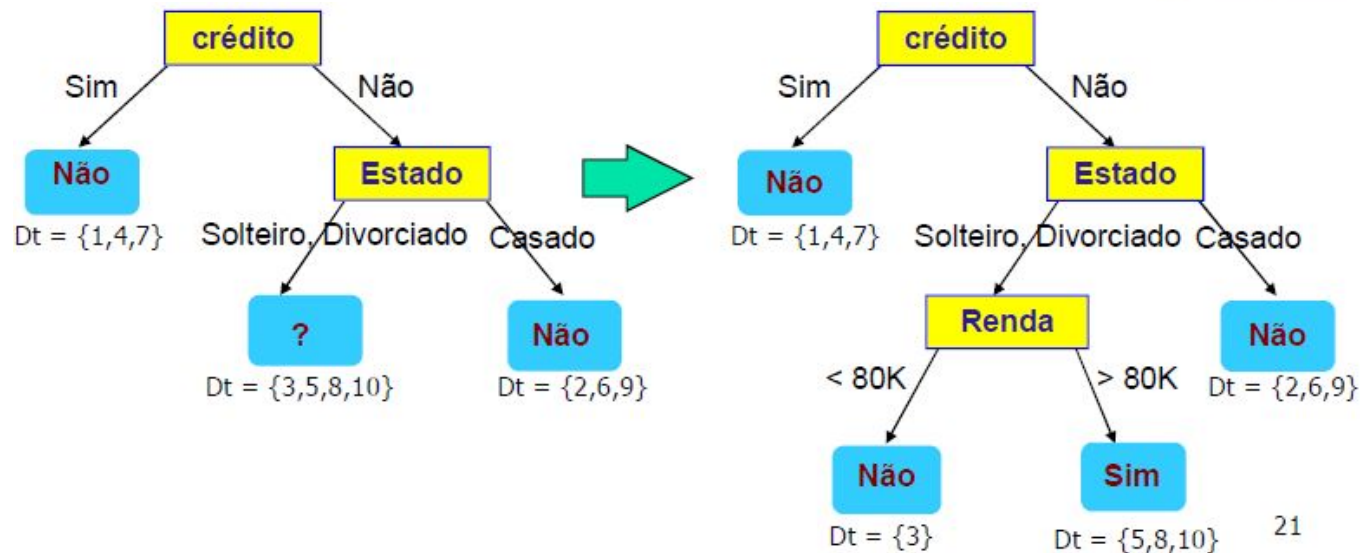 crédito
Sim
Não
Não
Dt = {1,4,7}
Estado
Solteiro, Divorciado
Casado
?
Dt = {3,5,8,10}
Não
Dt = {2,6,9}
crédito
Sim
Não
Não
Dt = {1,4,7}
Estado
Solteiro, Divorciado
Casado
Renda
Não
Dt = {2,6,9}
< 80K
> 80K
Não
Dt = {3}
Sim
Dt = {5,8,10}
21